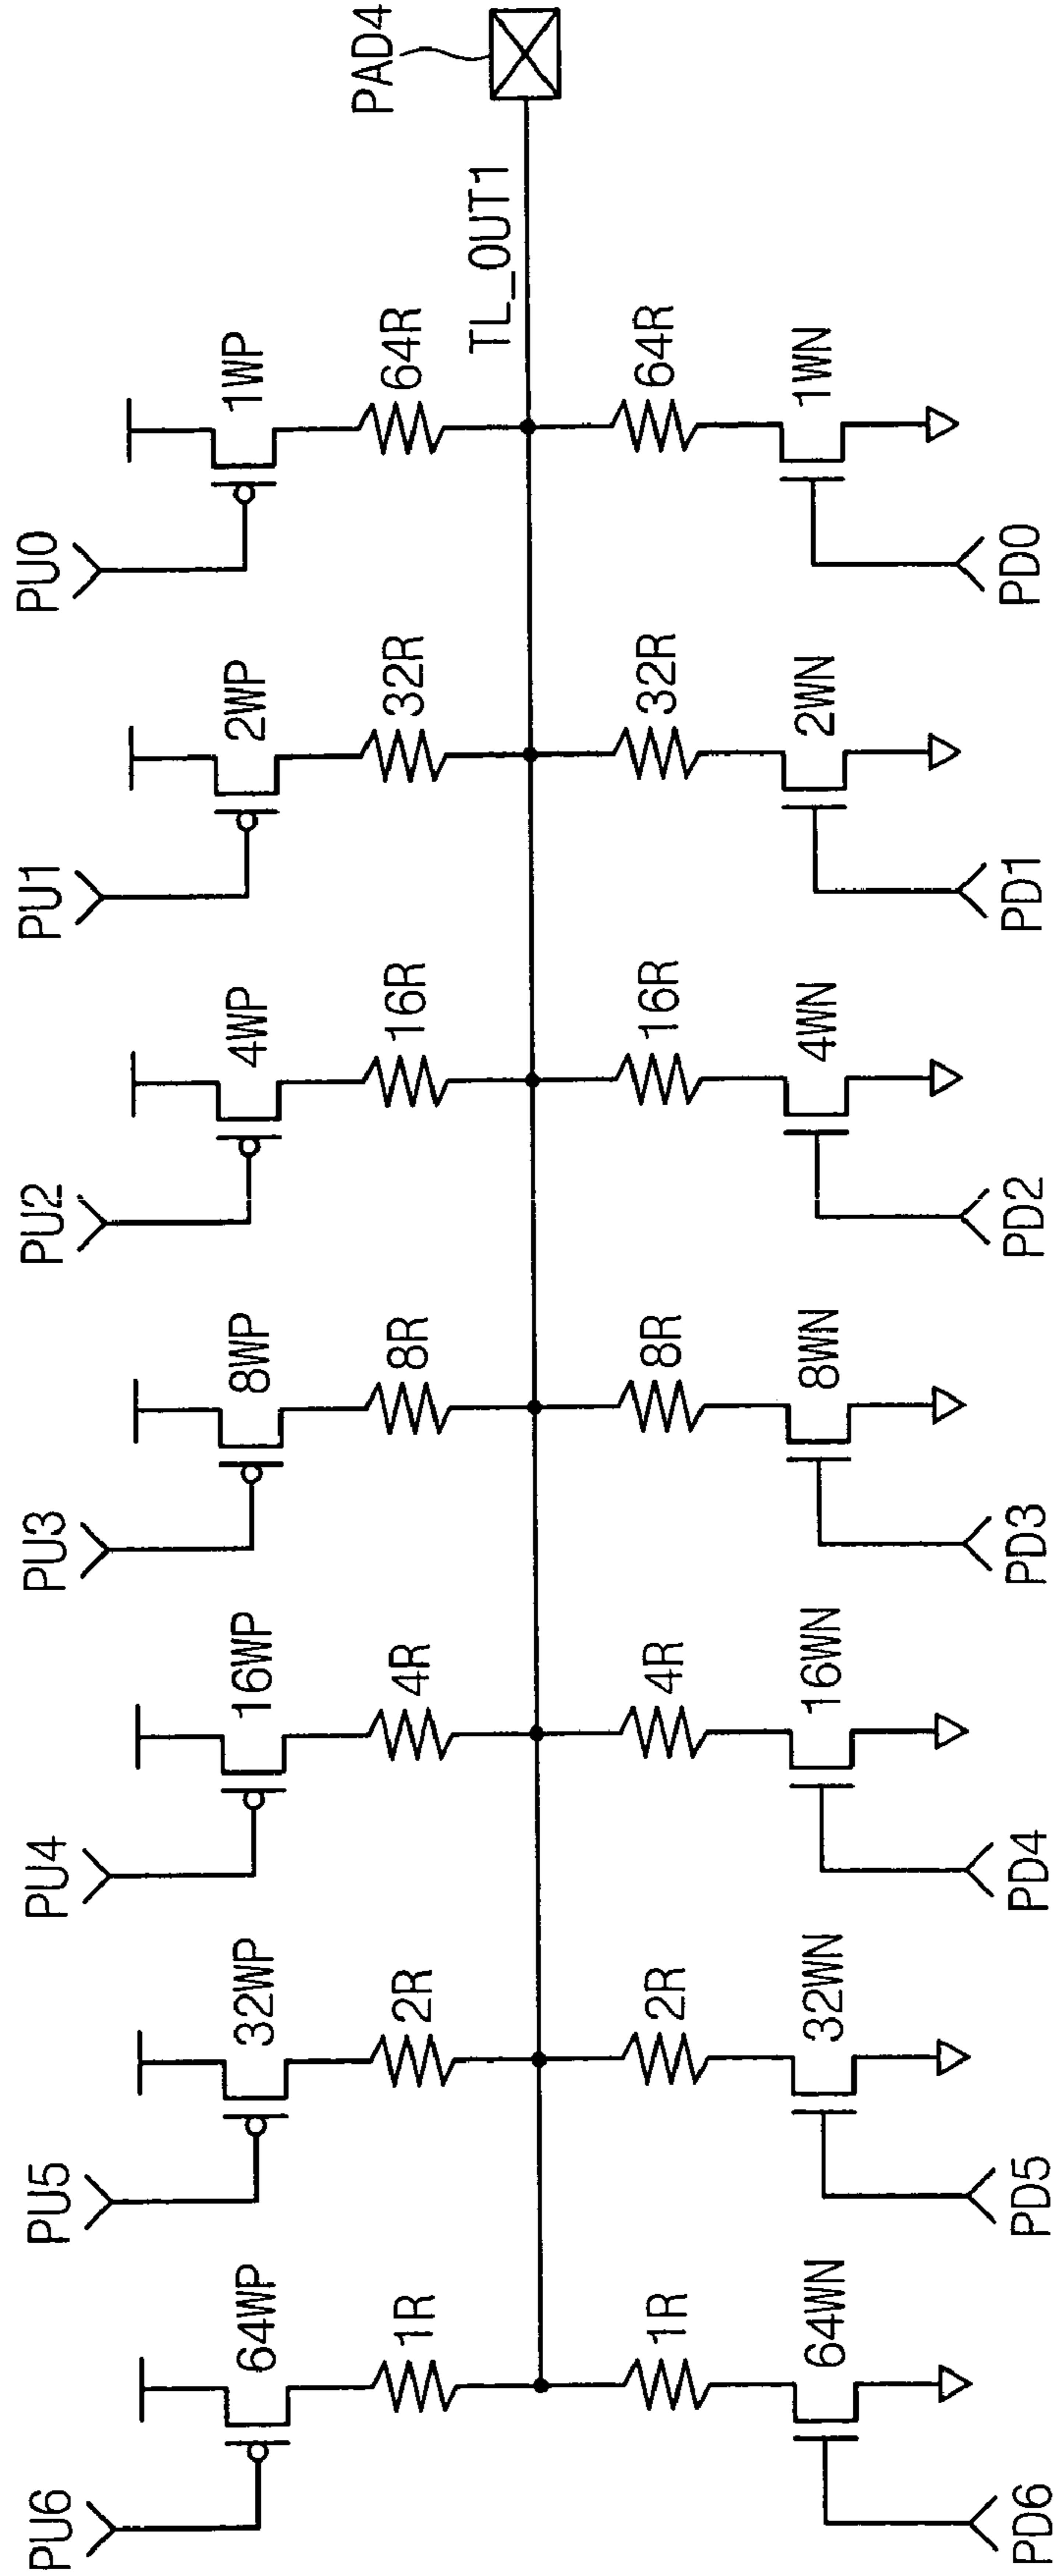 PU6 PU5 PU4 PU3 PU2 PU1 PU0
64WP 32WP 16WP 8WP 4WP 2WP 1WP
PAD4
1R 2R 4R 8R 16R 32R 64R
TL_OUT1
1R 2R 4R 8R 16R 32R 64R
64WN 32WN 16WN 8WN 4WN 2WN 1WN
PD6 PD5 PD4 PD3 PD2 PD1 PD0